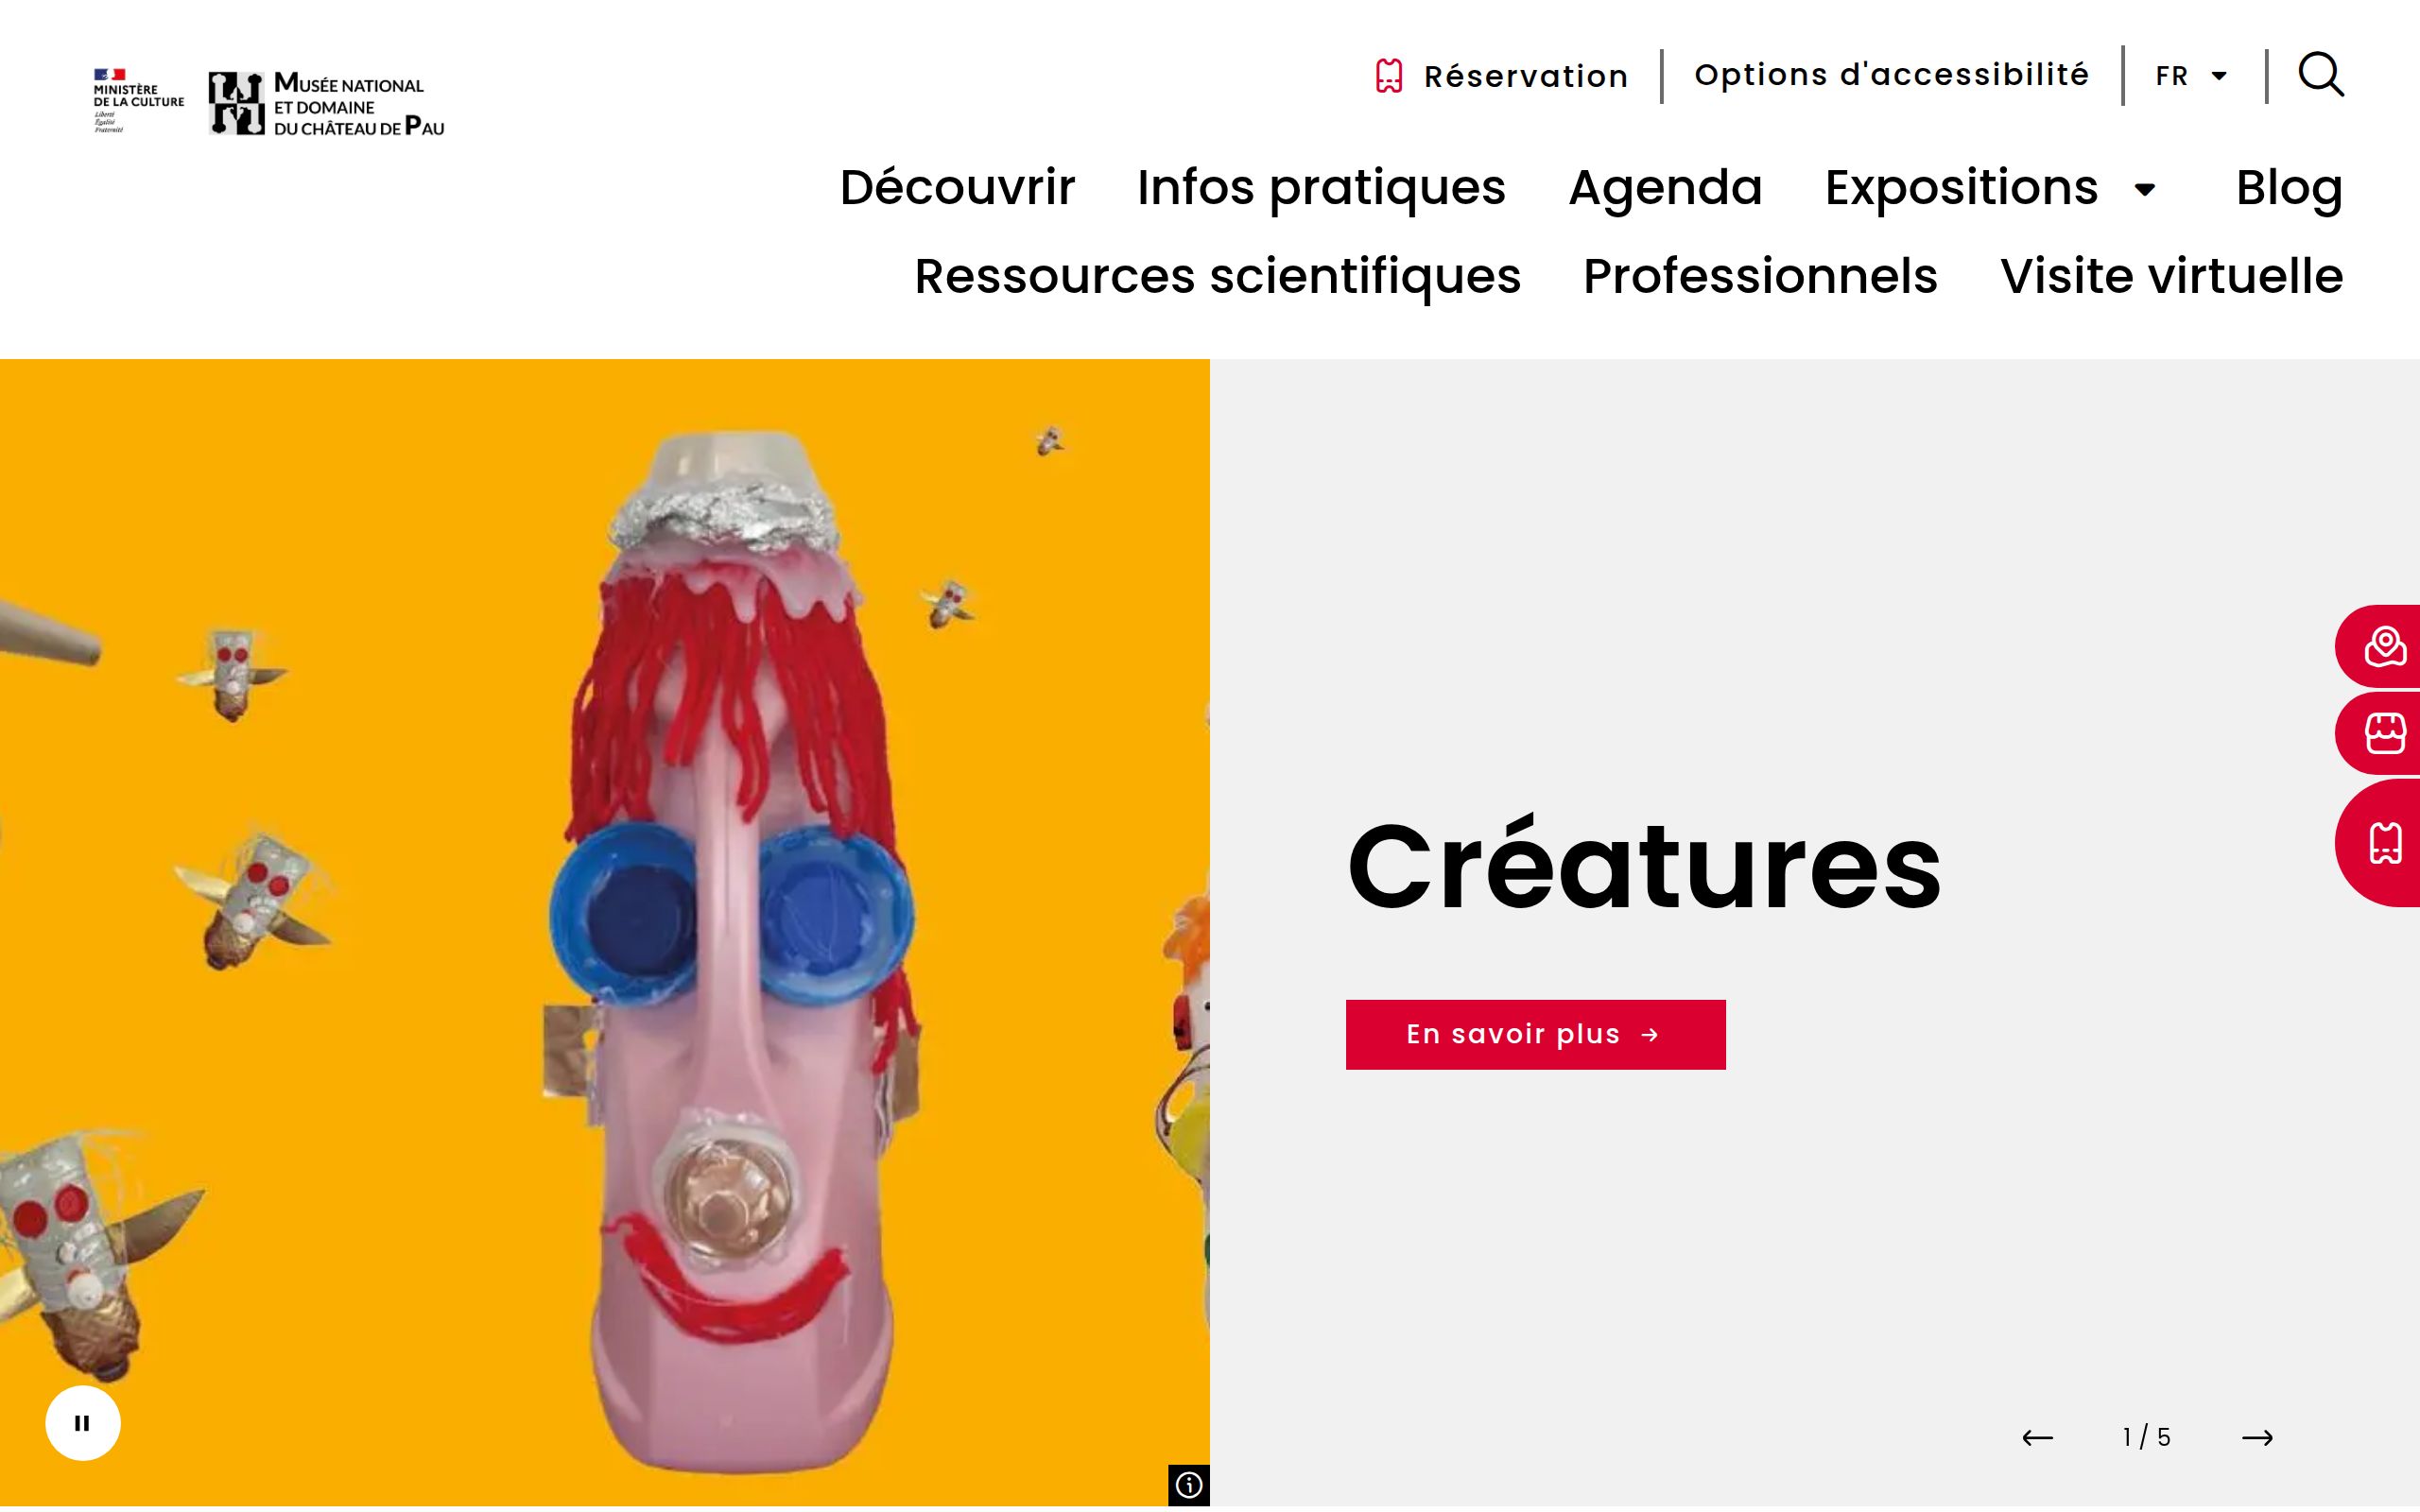 MINISTÈRE
DE LA CULTURE
Liberté
Égalité
Fraternité
MUSÉE NATIONAL
ET DOMAINE
DU CHÂTEAU DE PAU
Réservation
Options d'accessibilité
FR
Découvrir
Infos pratiques
Agenda
Expositions
Blog
Ressources scientifiques
Professionnels
Visite virtuelle
Créatures
En savoir plus
1 / 5